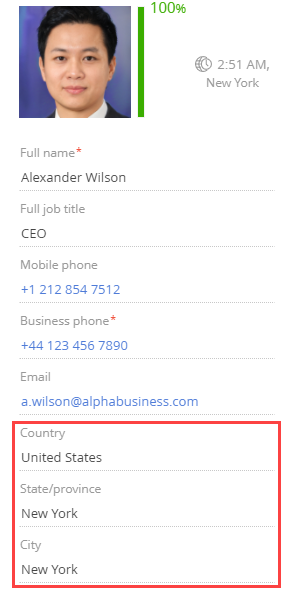 100%
2:51 AM,
New York
Full name*
Alexander Wilson
Full job title
CEO
Mobile phone
+1 212 854 7512
Business phone*
+44 123 456 7890
Email
a.wilson@alphabusiness.com
Country
United States
State/province
New York
City
New York